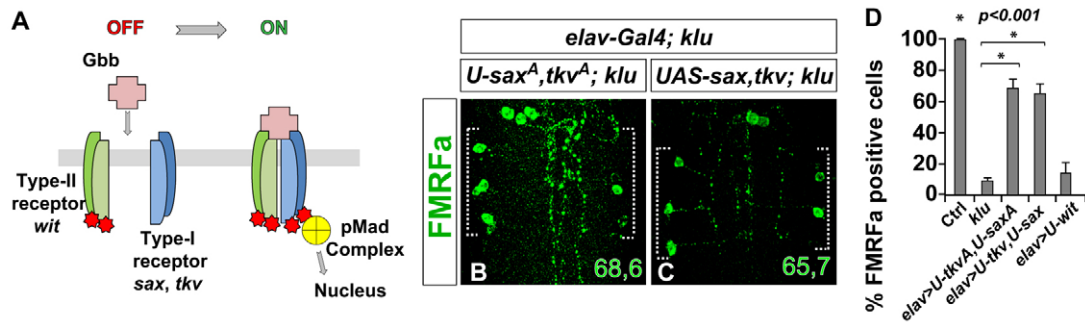 A
OFF
ON
Gbb
Type-II
receptor
wit
Type-I
receptor
sax, tkv
pMad
Complex
Nucleus
elav-Gal4; klu
U-saxA,tkvA; klu
UAS-sax,tkv; klu
FMRFa
B
68,6
C
65,7
D
* p<0.001
*
*
% FMRFa positive cells
100
80
60
40
20
0
Ctrl
klu
elav>U-tkvA,U-saxA
elav>U-tkv,U-sax
elav>U-wit